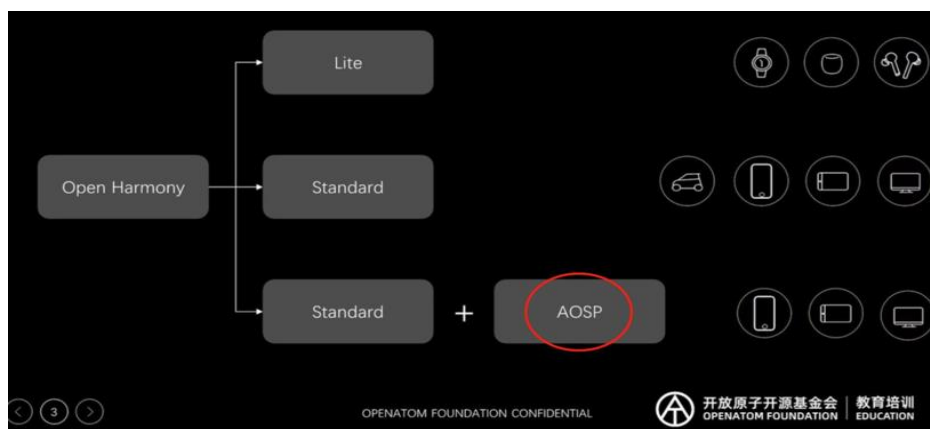 Lite
Open Harmony
Standard
Standard + AOSP
3
OPENATOM FOUNDATION CONFIDENTIAL
开放原子开源基金会 教育培训
OPENATOM FOUNDATION EDUCATION